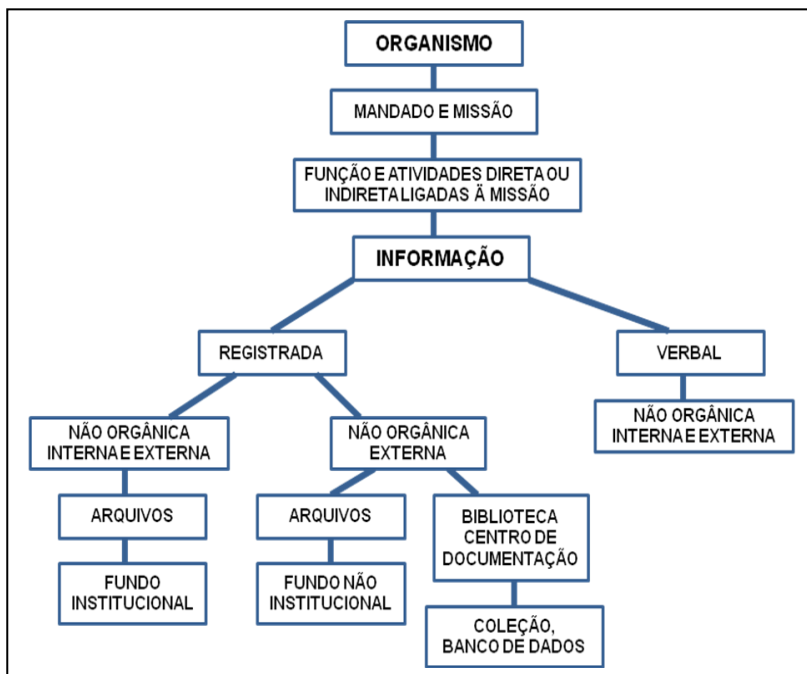 ORGANISMO
MANDADO E MISSÃO
FUNÇÃO E ATIVIDADES DIRETA OU
INDIRETA LIGADAS Á MISSÃO
INFORMAÇÃO
REGISTRADA
VERBAL
NÃO ORGÂNICA
INTERNA E EXTERNA
NÃO ORGÂNICA
EXTERNA
NÃO ORGÂNICA
INTERNA E EXTERNA
ARQUIVOS
ARQUIVOS
BIBLIOTECA
CENTRO DE
DOCUMENTAÇÃO
FUNDO
INSTITUCIONAL
FUNDO NÃO
INSTITUCIONAL
COLEÇÃO,
BANCO DE DADOS